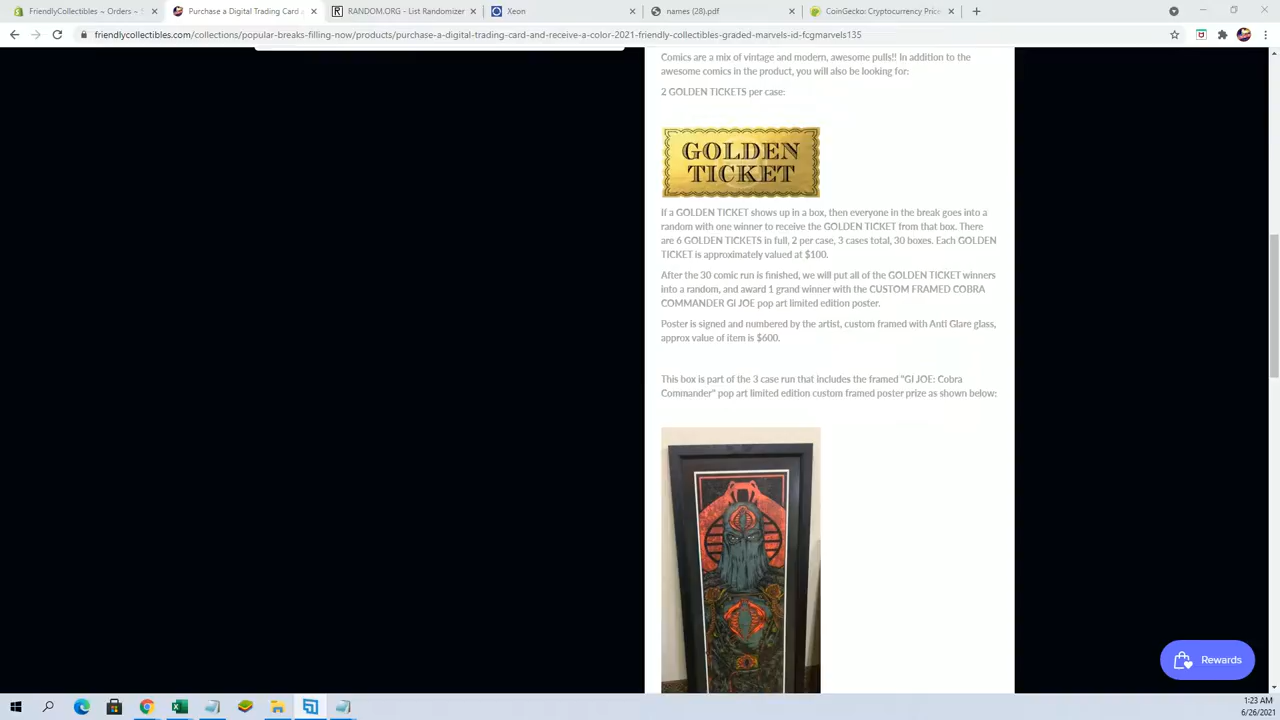 FriendlyCollectibles ~ Orders ~ S
Purchase a Digital Trading Card a
RANDOM.ORG - List Randomizer
Xeon
names (28).pdf
CoinGecko: Cryptocurrency Price
friendlycollectibles.com/collections/popular-breaks-filling-now/products/purchase-a-digital-trading-card-and-receive-a-color-2021-friendly-collectibles-graded-marvels-id-fcgmarvels135
Comics are a mix of vintage and modern, awesome pulls!! In addition to the
awesome comics in the product, you will also be looking for:
2 GOLDEN TICKETS per case:
GOLDEN
TICKET
If a GOLDEN TICKET shows up in a box, then everyone in the break goes into a
random with one winner to receive the GOLDEN TICKET from that box. There
are 6 GOLDEN TICKETS in full, 2 per case, 3 cases total, 30 boxes. Each GOLDEN
TICKET is approximately valued at $100.
After the 30 comic run is finished, we will put all of the GOLDEN TICKET winners
into a random, and award 1 grand winner with the CUSTOM FRAMED COBRA
COMMANDER GI JOE pop art limited edition poster.
Poster is signed and numbered by the artist, custom framed with Anti Glare glass,
approx value of item is $600.
This box is part of the 3 case run that includes the framed "GI JOE: Cobra
Commander" pop art limited edition custom framed poster prize as shown below:
Rewards
1:23 AM
6/26/2021